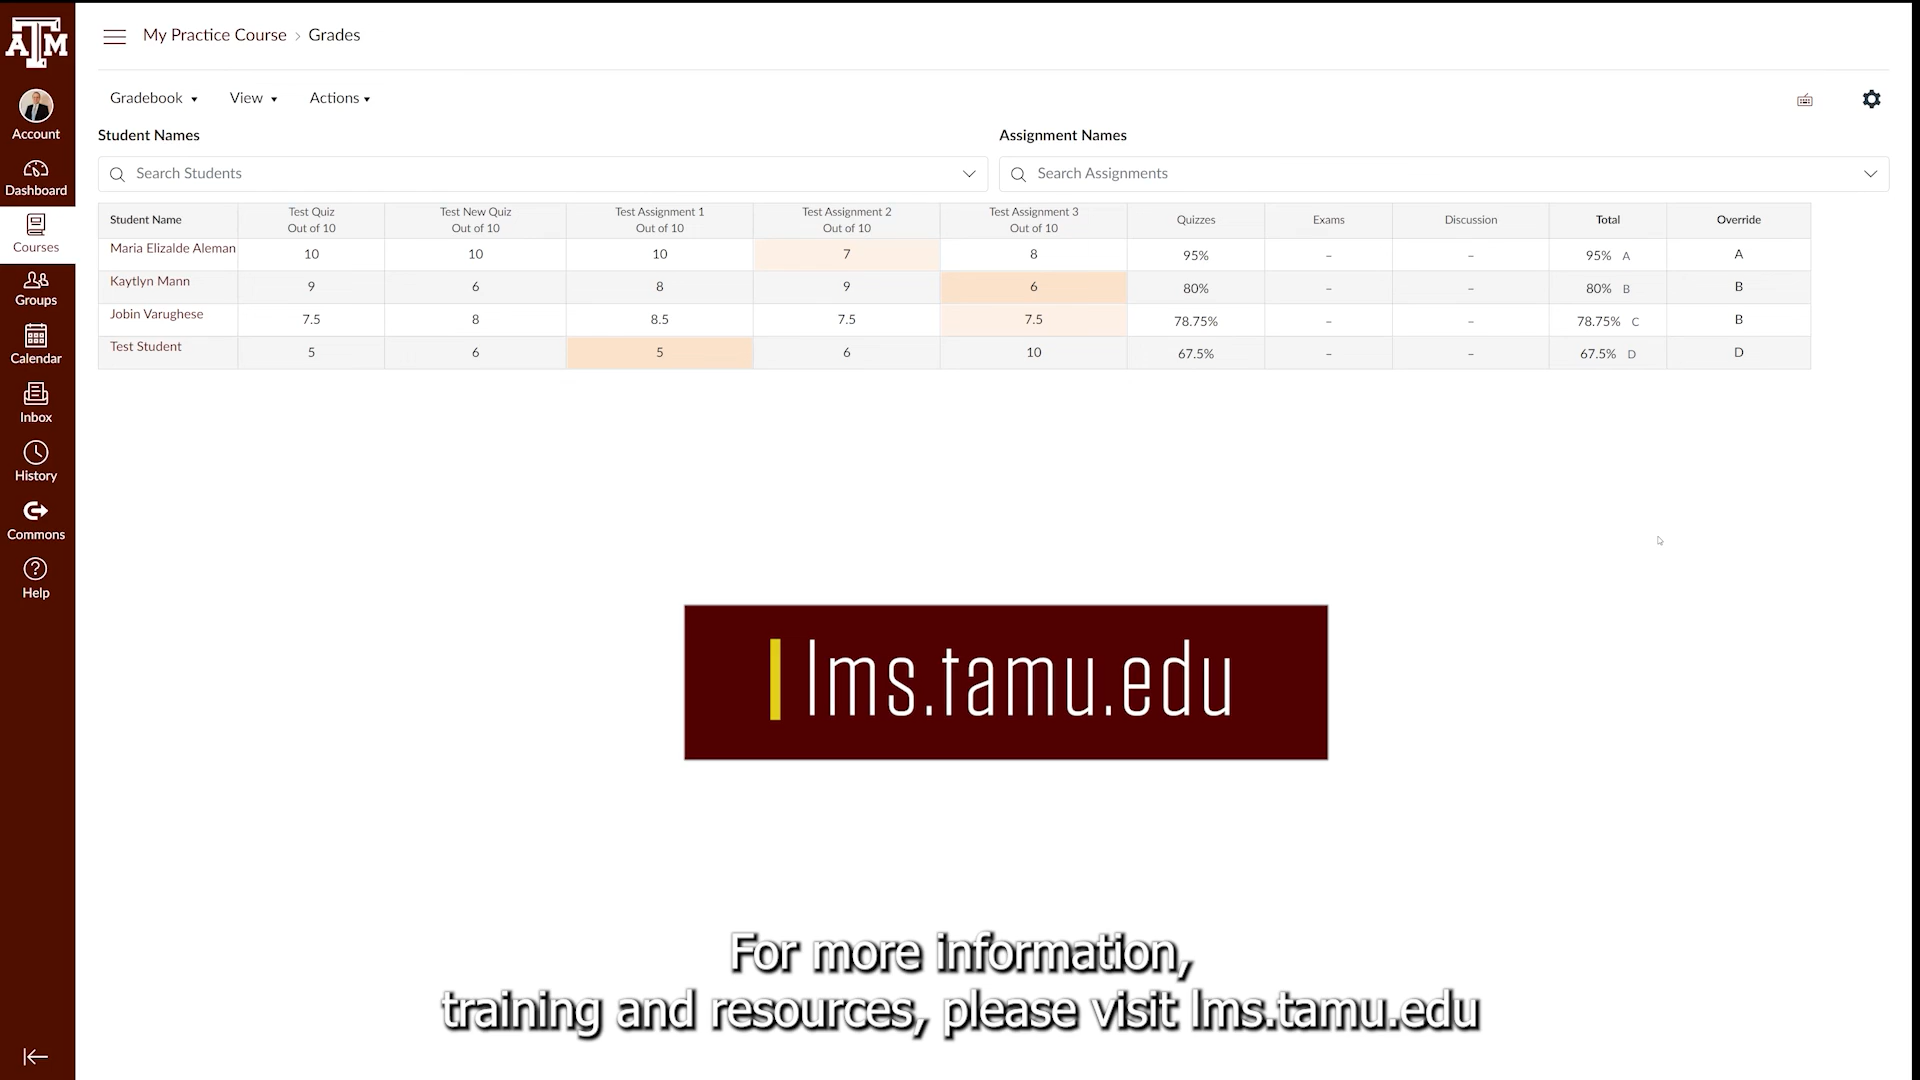 ATM
My Practice Course > Grades
Gradebook View Actions
Account
Dashboard
Courses
Groups
Calendar
Inbox
History
Commons
Help
Student Names Assignment Names
Search Students Search Assignments
Student Name Test Quiz Out of 10 Test New Quiz Out of 10 Test Assignment 1 Out of 10 Test Assignment 2 Out of 10 Test Assignment 3 Out of 10 Quizzes Exams Discussion Total Override
Maria Elizalde Aleman 10 10 10 7 8 95% – – 95% A A
Kaytlyn Mann 9 6 8 9 6 80% – – 80% B B
Jobin Varughese 7.5 8 8.5 7.5 7.5 78.75% – – 78.75% C B
Test Student 5 6 5 6 10 67.5% – – 67.5% D D
lms.tamu.edu
For more information,
training and resources, please visit lms.tamu.edu